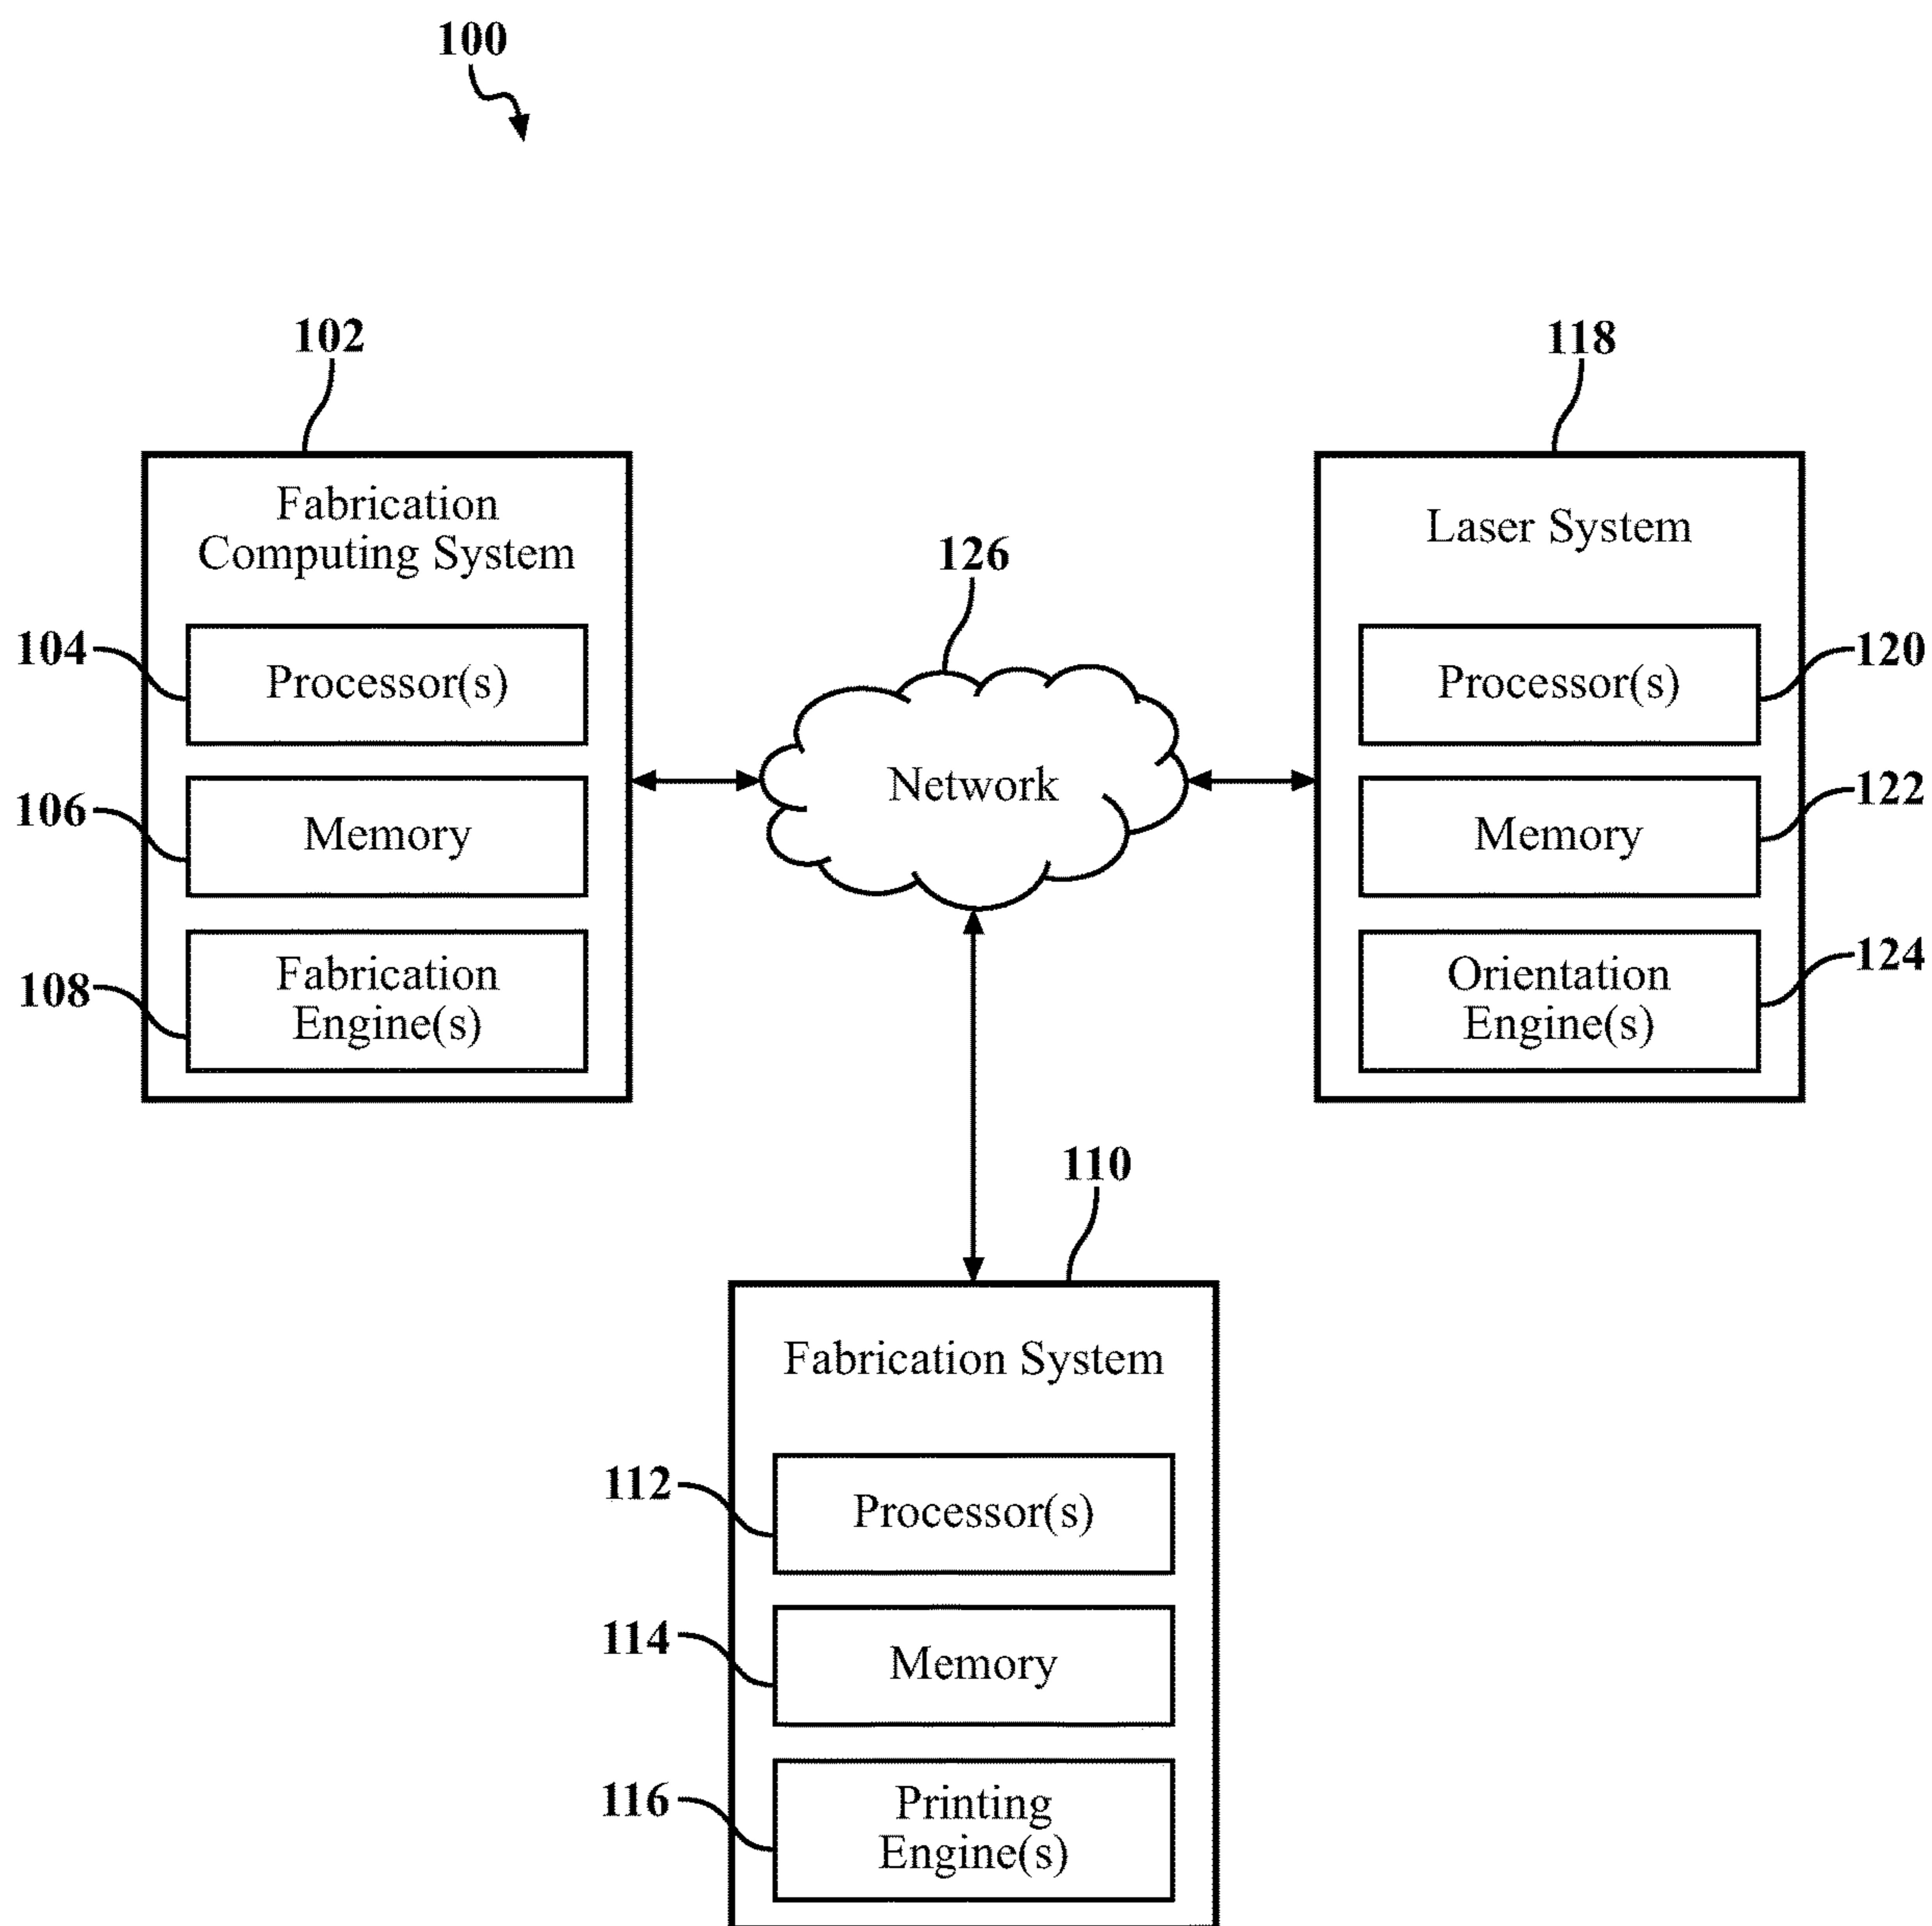 100
102
118
Fabrication
Computing System
Laser System
126
104
Processor(s)
Processor(s)
120
Network
106
Memory
Memory
122
108
Fabrication
Engine(s)
Orientation
Engine(s)
124
110
Fabrication System
112
Processor(s)
114
Memory
116
Printing
Engine(s)